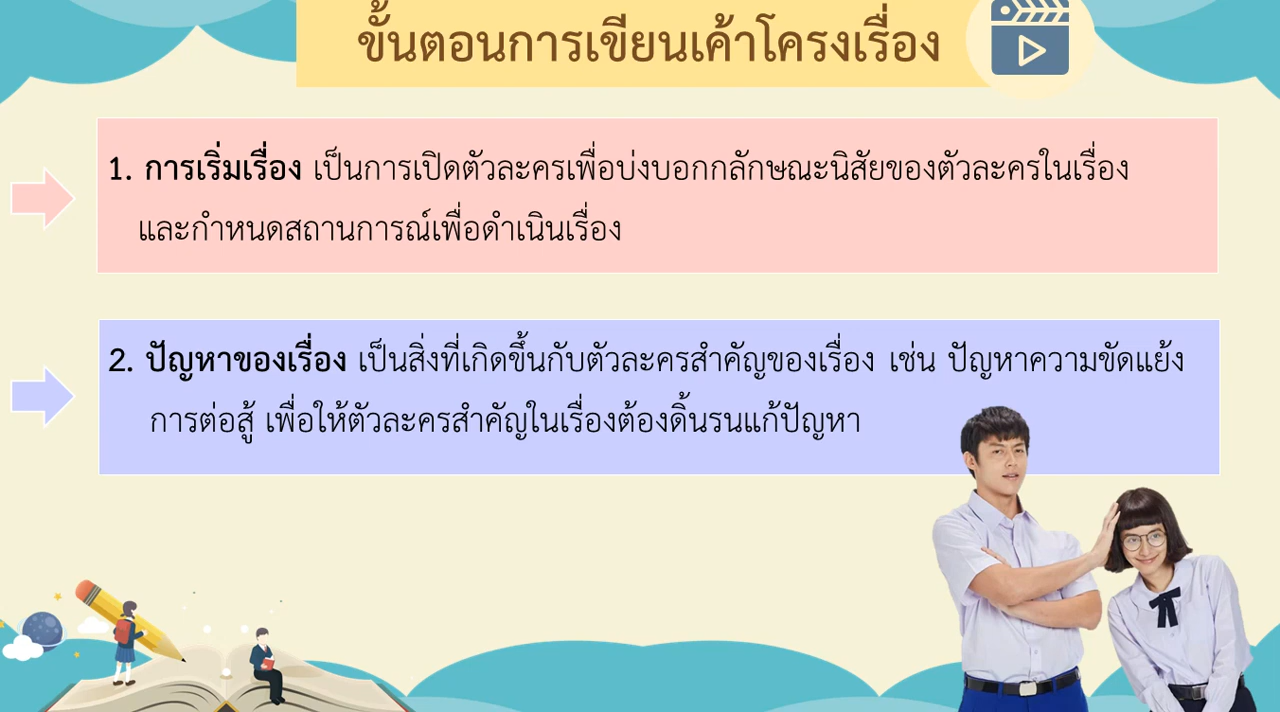 ขั้นตอนการเขียนเค้าโครงเรื่อง
1. การเริ่มเรื่อง เป็นการเปิดตัวละครเพื่อบ่งบอกกลักษณะนิสัยของตัวละครในเรื่อง
และกำหนดสถานการณ์เพื่อดำเนินเรื่อง
2. ปัญหาของเรื่อง เป็นสิ่งที่เกิดขึ้นกับตัวละครสำคัญของเรื่อง เช่น ปัญหาความขัดแย้ง
การต่อสู้ เพื่อให้ตัวละครสำคัญในเรื่องต้องดิ้นรนแก้ปัญหา